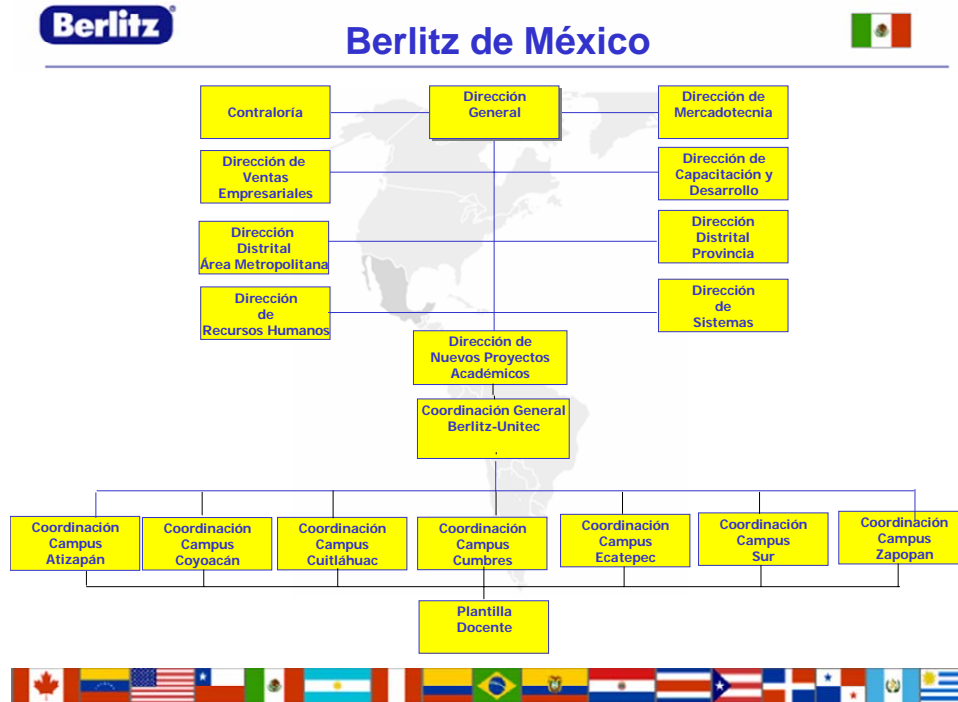 Berlitz
Berlitz de México
Contraloría
Dirección
General
Dirección de
Mercadotecnia
Dirección de
Ventas
Empresariales
Dirección de
Capacitación y
Desarrollo
Dirección
Distrital
Área Metropolitana
Dirección
Distrital
Provincia
Dirección
de
Recursos Humanos
Dirección
de
Sistemas
Dirección de
Nuevos Proyectos
Académicos
Coordinación General
Berlitz-Unitec
.
Coordinación
Campus
Atizapán
Coordinación
Campus
Coyoacán
Coordinación
Campus
Cuitláhuac
Coordinación
Campus
Cumbres
Coordinación
Campus
Ecatepec
Coordinación
Campus
Sur
Coordinación
Campus
Zapopan
Plantilla
Docente